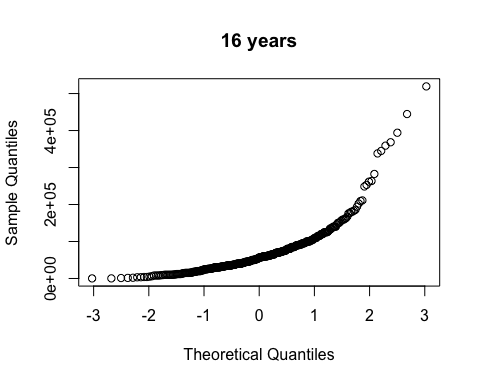 16 years
Sample Quantiles
4e+05
2e+05
0e+00
-3 -2 -1 0 1 2 3
Theoretical Quantiles